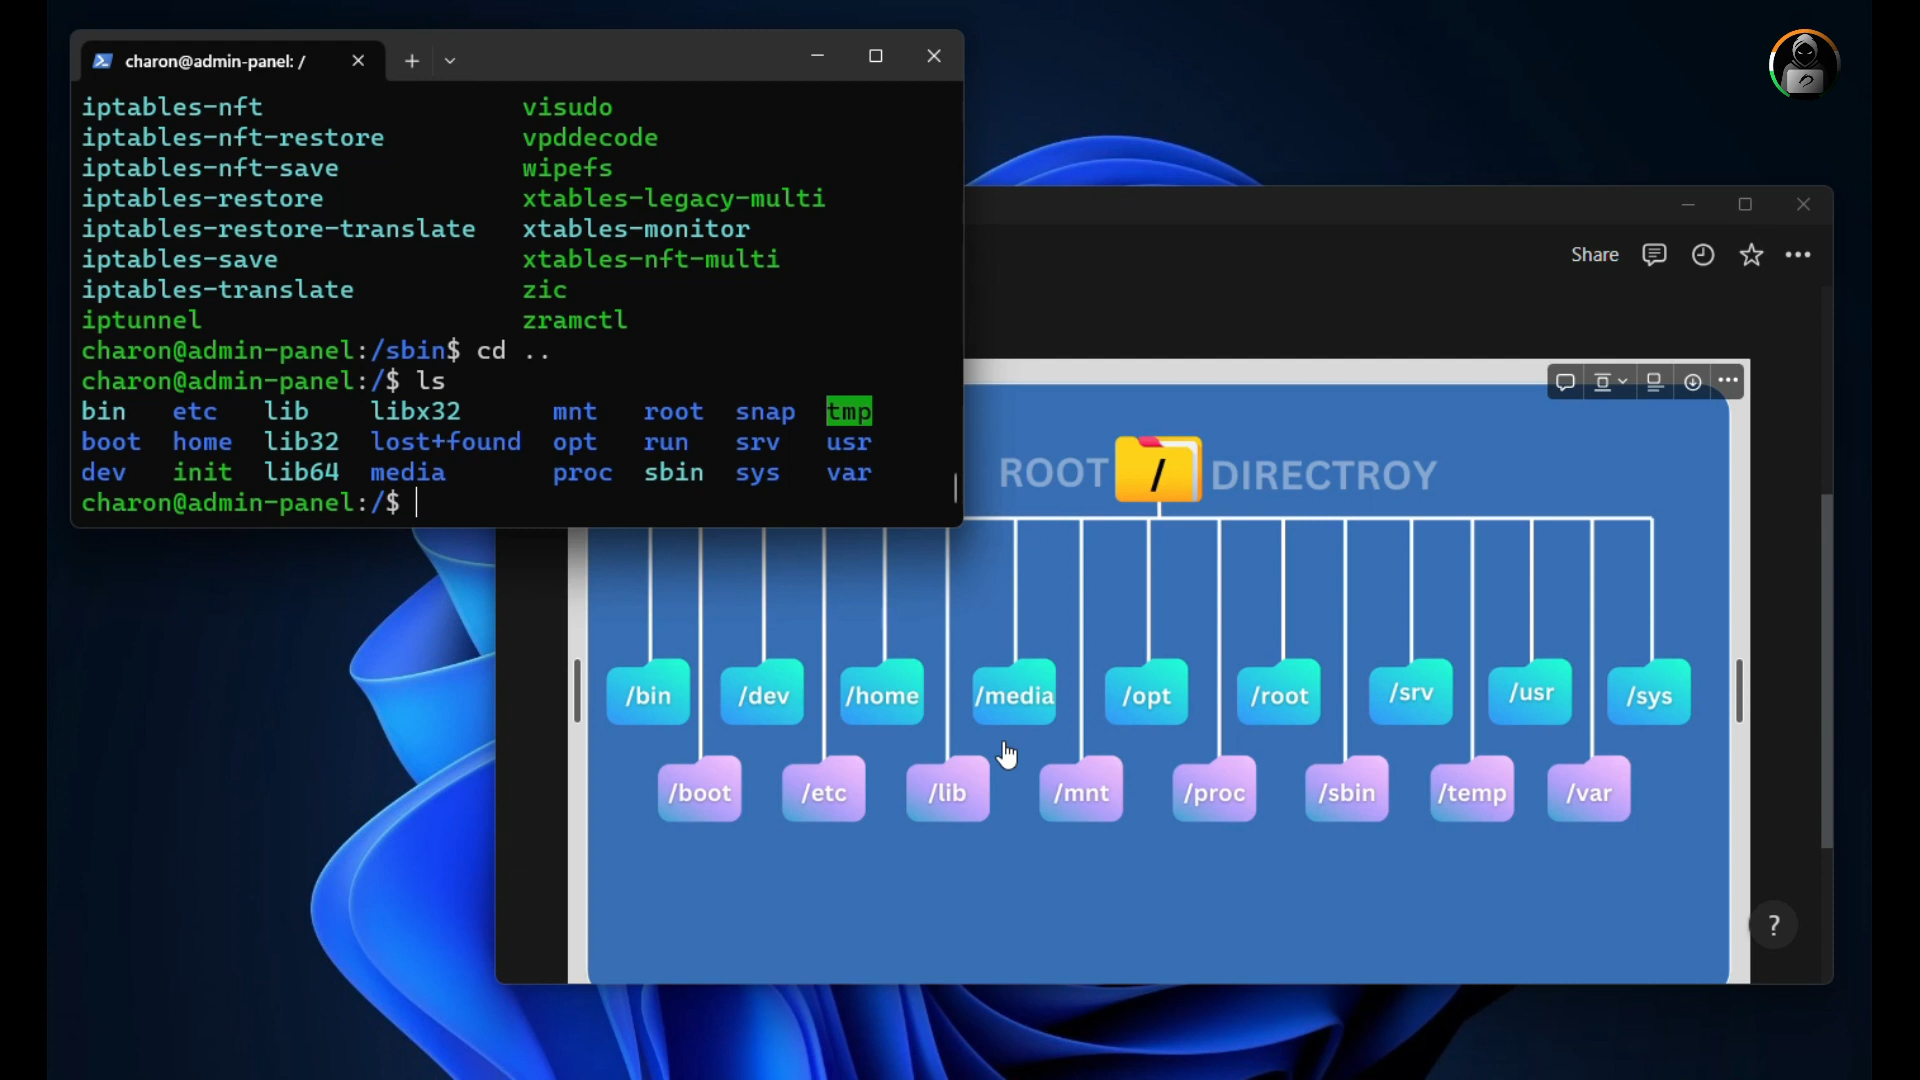 charon@admin-panel: /
iptables-nft visudo
iptables-nft-restore vpddecode
iptables-nft-save wipefs
iptables-restore xtables-legacy-multi
iptables-restore-translate xtables-monitor
iptables-save xtables-nft-multi
iptables-translate zic
iptunnel zramctl
charon@admin-panel:/sbin$ cd ..
charon@admin-panel:/$ ls
bin etc lib libx32 mnt root snap tmp
boot home lib32 lost+found opt run srv usr
dev init lib64 media proc sbin sys var
charon@admin-panel:/$
Share
ROOT / DIRECTROY
/bin /dev /home /media /opt /root /srv /usr /sys
/boot /etc /lib /mnt /proc /sbin /temp /var
?